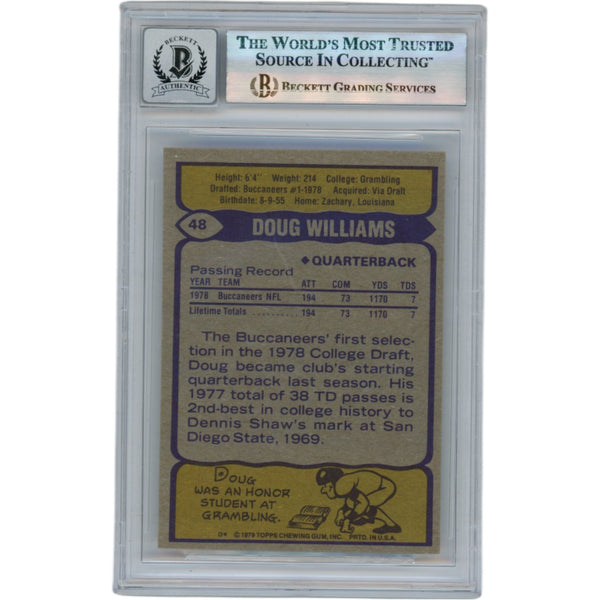 BECKETT
B
AUTHENTIC
THE WORLD'S MOST TRUSTED
SOURCE IN COLLECTING™
B BECKETT GRADING SERVICES
Height: 6'4" Weight: 214 College: Grambling
Drafted: Buccaneers #1-1978 Acquired: Via Draft
Birthdate: 8-9-55 Home: Zachary, Louisiana
48 DOUG WILLIAMS
◆QUARTERBACK
Passing Record
YEAR TEAM ATT COM YDS TDS
1978 Buccaneers NFL 194 73 1170 7
Lifetime Totals .......... 194 73 1170 7
The Buccaneers' first selec-
tion in the 1978 College Draft,
Doug became club's starting
quarterback last season. His
1977 total of 38 TD passes is
2nd-best in college history to
Dennis Shaw's mark at San
Diego State, 1969.
DOUG
WAS AN HONOR
STUDENT AT
GRAMBLING.
D* © 1979 TOPPS CHEWING GUM, INC. PRTD. IN U.S.A.